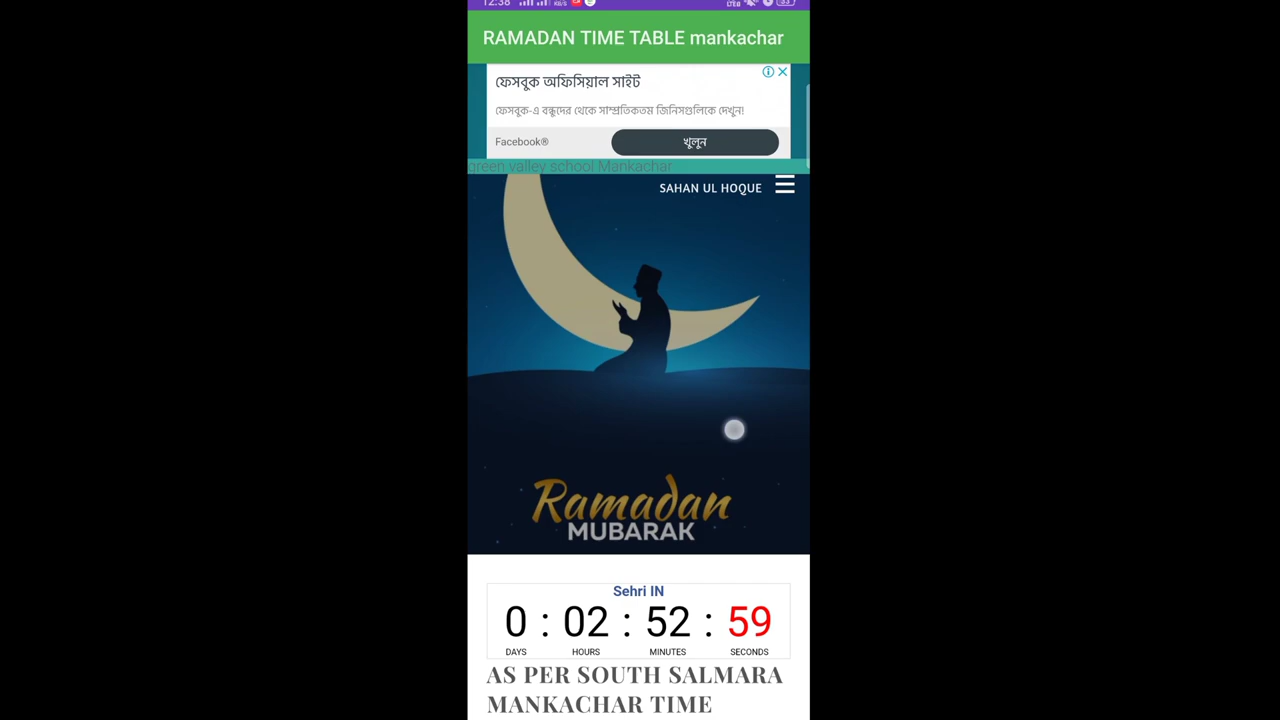 12:38
RAMADAN TIME TABLE mankachar
ফেসবুক অফিসিয়াল সাইট
ফেসবুক-এ বন্ধুদের থেকে সাম্প্রতিকতম জিনিসগুলিকে দেখুন!
Facebook®
খুলুন
green valley school Mankachar
SAHAN UL HOQUE
Ramadan
MUBARAK
Sehri IN
0 : 02 : 52 : 59
DAYS HOURS MINUTES SECONDS
AS PER SOUTH SALMARA
MANKACHAR TIME